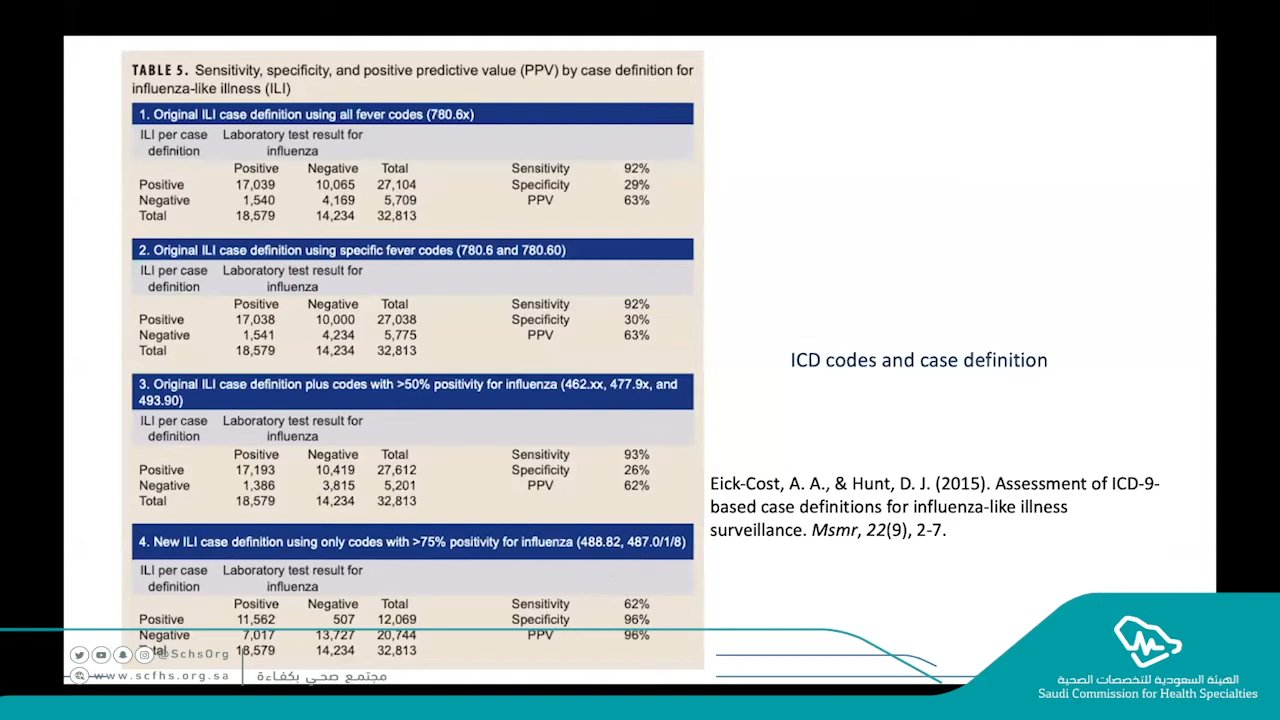 TABLE 5. Sensitivity, specificity, and positive predictive value (PPV) by case definition for
influenza-like illness (ILI)
1. Original ILI case definition using all fever codes (780.6x)
ILI per case Laboratory test result for
definition influenza
Positive Negative Total Sensitivity 92%
Positive 17,039 10,065 27,104 Specificity 29%
Negative 1,540 4,169 5,709 PPV 63%
Total 18,579 14,234 32,813
2. Original ILI case definition using specific fever codes (780.6 and 780.60)
ILI per case Laboratory test result for
definition influenza
Positive Negative Total Sensitivity 92%
Positive 17,038 10,000 27,038 Specificity 30%
Negative 1,541 4,234 5,775 PPV 63%
Total 18,579 14,234 32,813
3. Original ILI case definition plus codes with >50% positivity for influenza (462.xx, 477.9x, and
493.90)
ILI per case Laboratory test result for
definition influenza
Positive Negative Total Sensitivity 93%
Positive 17,193 10,419 27,612 Specificity 26%
Negative 1,386 3,815 5,201 PPV 62%
Total 18,579 14,234 32,813
4. New ILI case definition using only codes with >75% positivity for influenza (488.82, 487.0/1/8)
ILI per case Laboratory test result for
definition influenza
Positive Negative Total Sensitivity 62%
Positive 11,562 507 12,069 Specificity 96%
Negative 7,017 13,727 20,744 PPV 96%
Total 18,579 14,234 32,813
ICD codes and case definition
Eick-Cost, A. A., & Hunt, D. J. (2015). Assessment of ICD-9-
based case definitions for influenza-like illness
surveillance. Msmr, 22(9), 2-7.
@SchsOrg
www.scfhs.org.sa
مجتمع صحي بكفاءة
الهيئة السعودية للتخصصات الصحية
Saudi Commission for Health Specialties